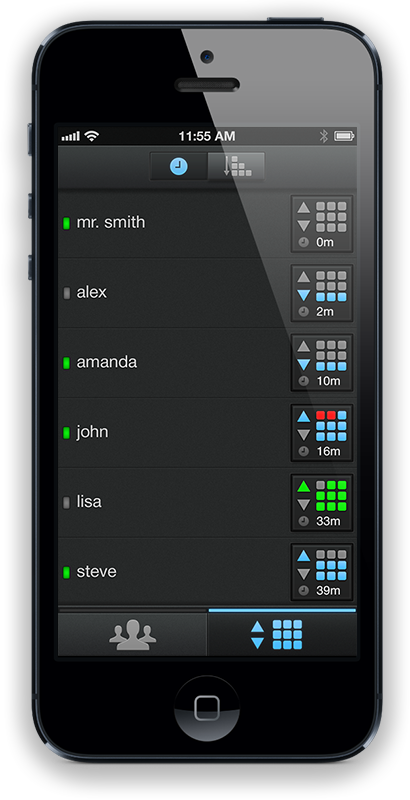 11:55 AM
mr. smith
0m
alex
2m
amanda
10m
john
16m
lisa
33m
steve
39m